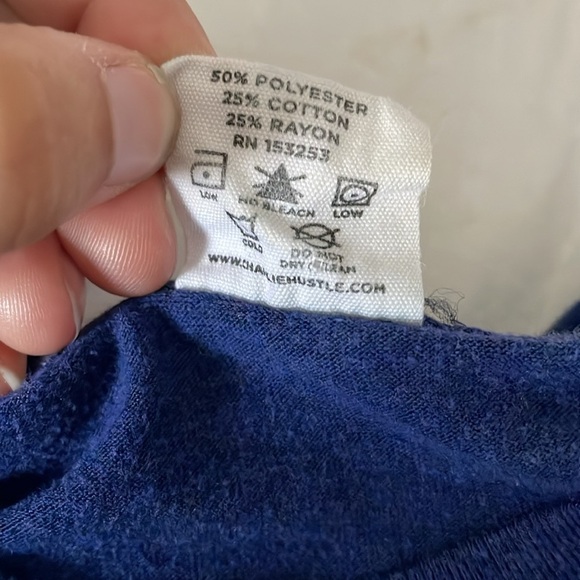 50% POLYESTER
25% COTTON
25% RAYON
RN 153253
LOW
NO BLEACH
LOW
COLD
DO NOT
DRY CLEAN
WWW.CHARLIEHUSTLE.COM